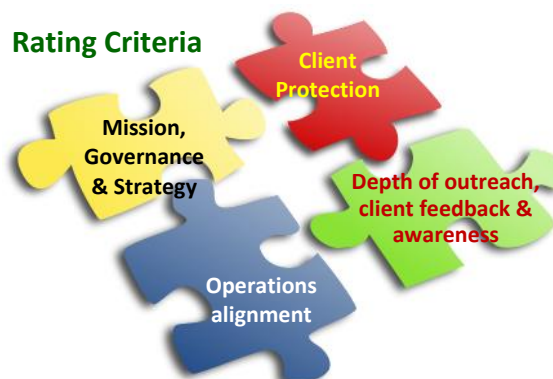 Rating Criteria
Client
Protection
Mission,
Governance
& Strategy
Depth of outreach,
client feedback &
awareness
Operations
alignment